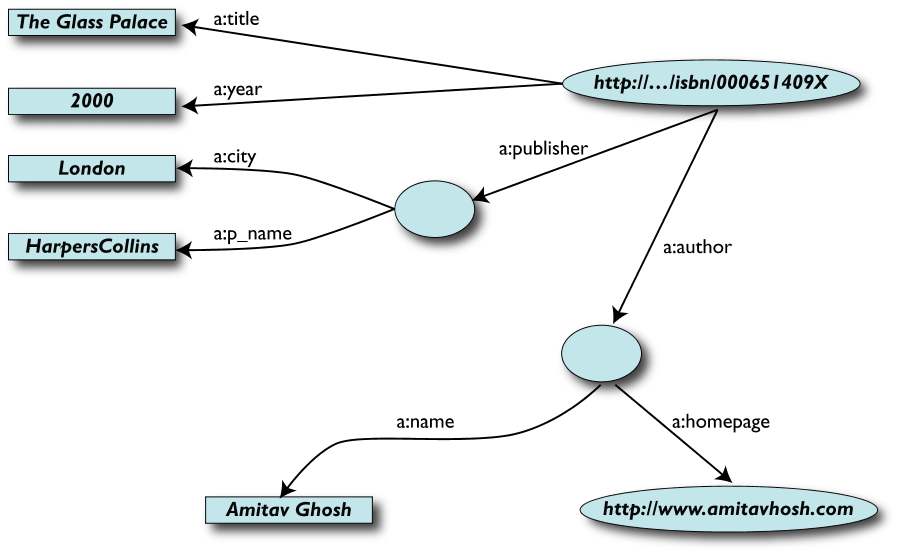 The Glass Palace
a:title
http://…/isbn/000651409X
2000
a:year
a:publisher
London
a:city
HarpersCollins
a:p_name
a:author
a:name
a:homepage
Amitav Ghosh
http://www.amitavhosh.com